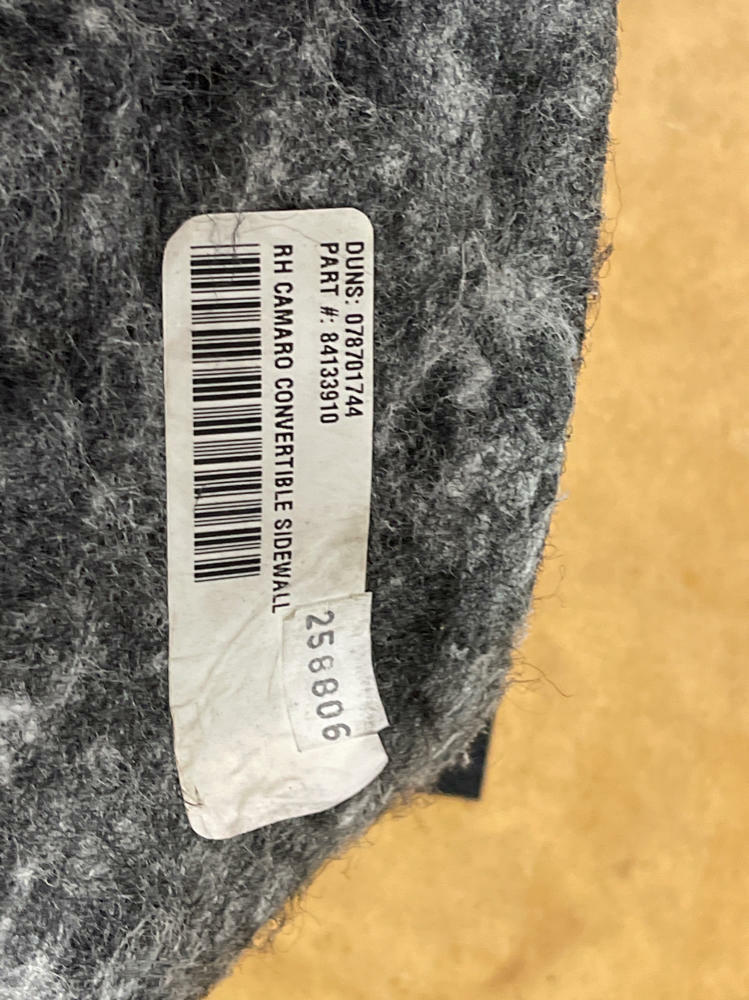 DUNS: 078701744
PART #: 84133910
RH CAMARO CONVERTIBLE SIDEWALL
258806